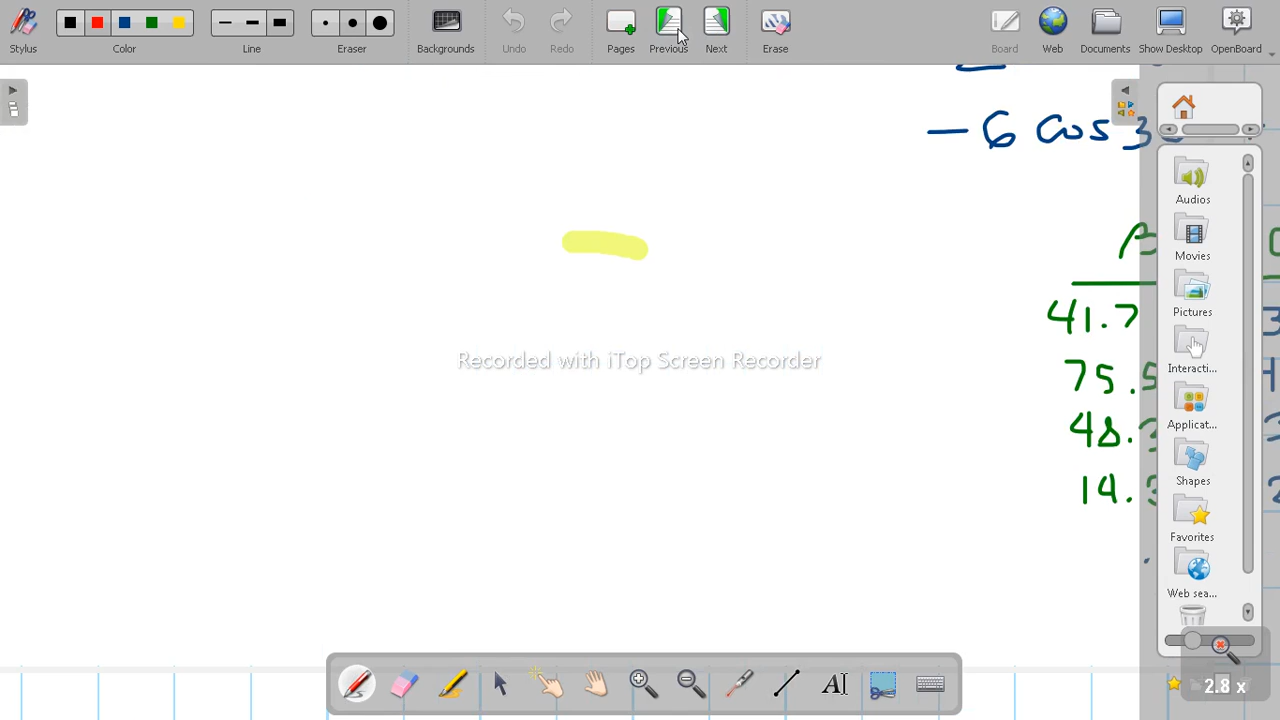 Stylus Color Line Eraser Backgrounds Undo Redo Pages Previous Next Erase Board Web Documents Show Desktop OpenBoard
- 6 cos 3
Audios
Movies
β
Pictures
41.7
Interacti...
75.5
Applicat...
48.
Shapes
14.
Favorites
Web sea...
Recorded with iTop Screen Recorder
2.8 x